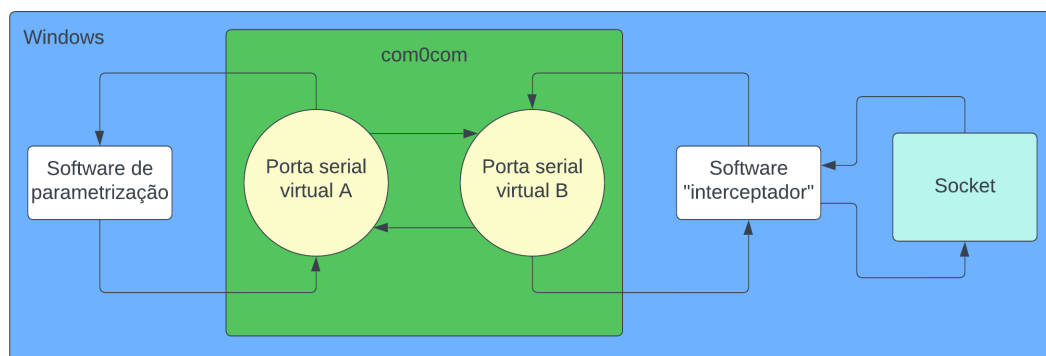 Windows
com0com
Software de
parametrização
Porta serial
virtual A
Porta serial
virtual B
Software
"interceptador"
Socket